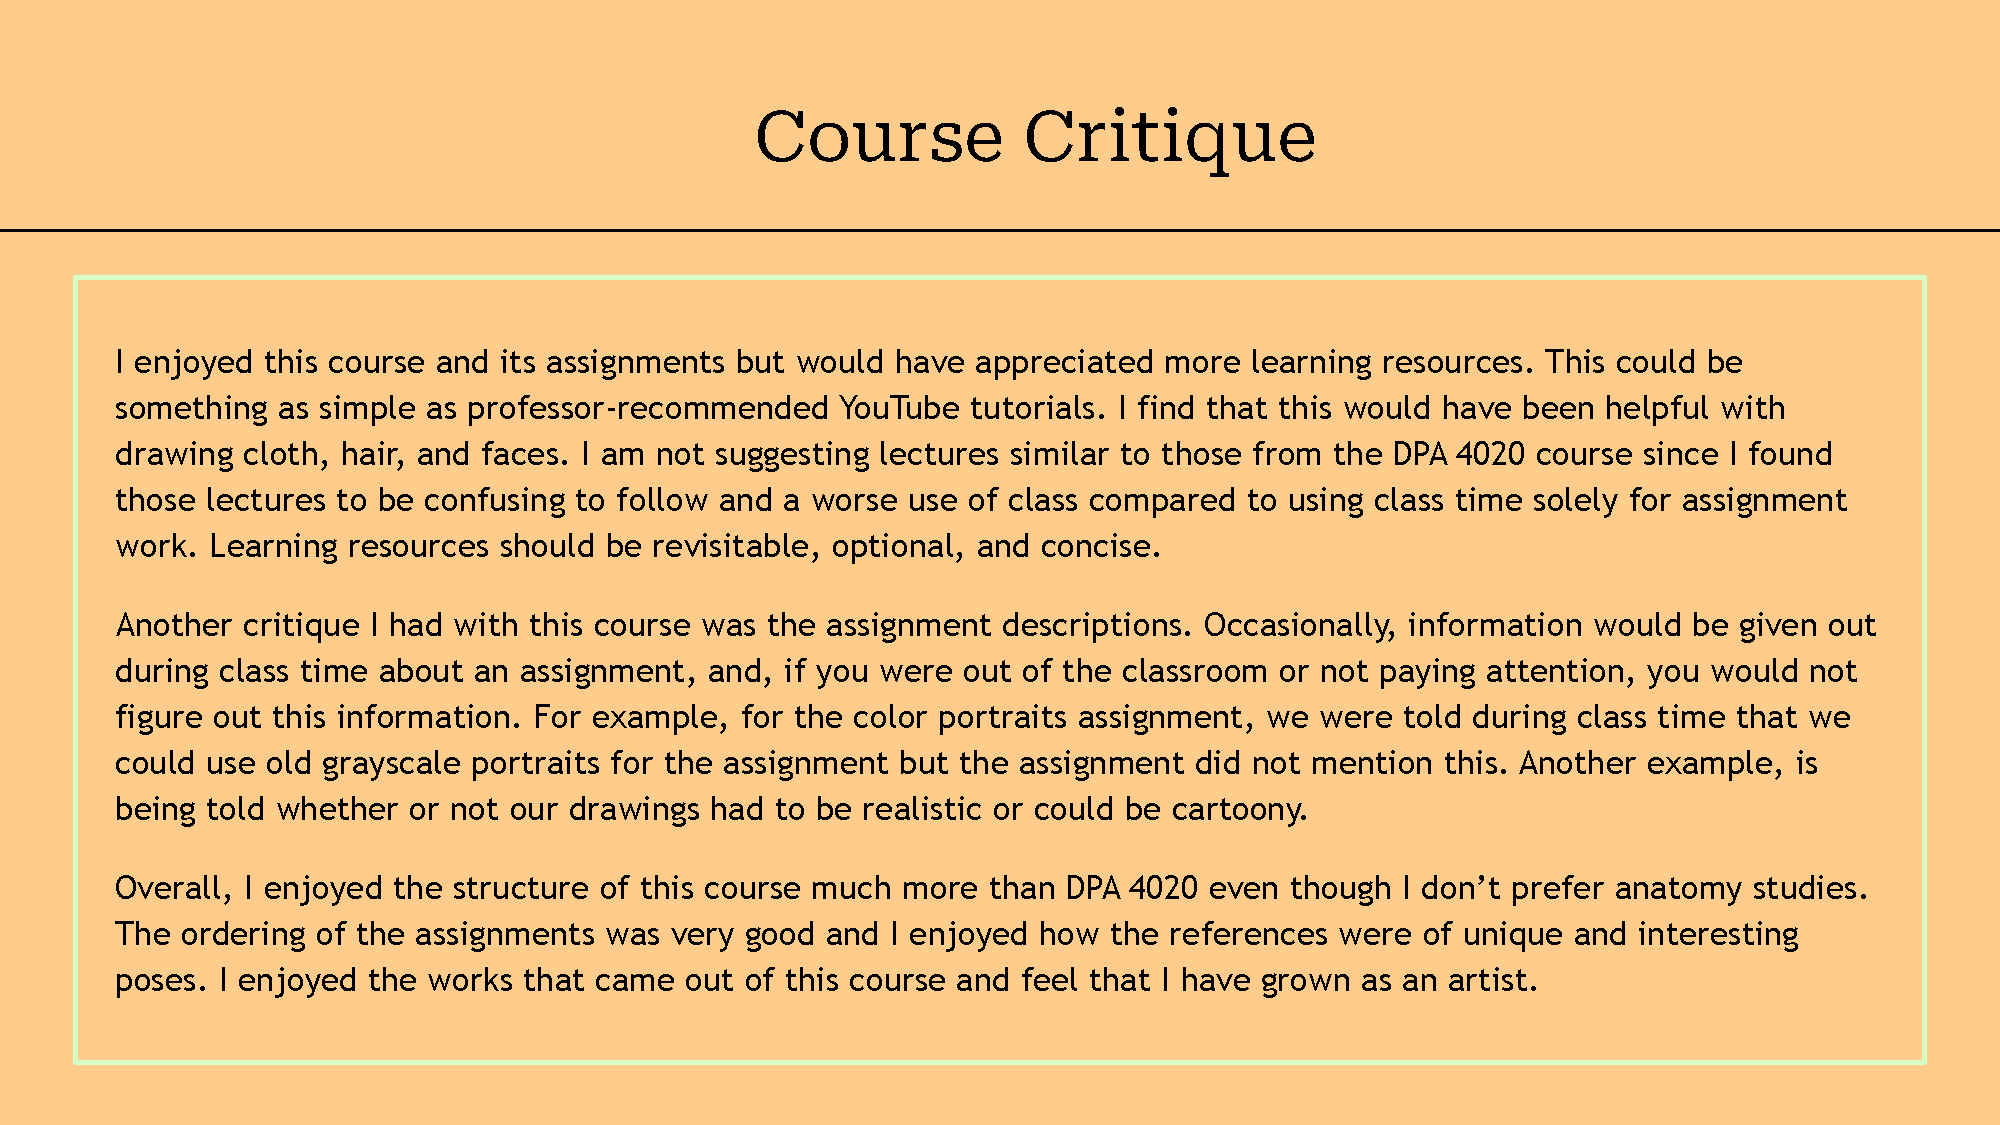 Course Critique
I enjoyed this course and its assignments but would have appreciated more learning resources. This could be
something as simple as professor-recommended YouTube tutorials. I find that this would have been helpful with
drawing cloth, hair, and faces. I am not suggesting lectures similar to those from the DPA 4020 course since I found
those lectures to be confusing to follow and a worse use of class compared to using class time solely for assignment
work. Learning resources should be revisitable, optional, and concise.
Another critique I had with this course was the assignment descriptions. Occasionally, information would be given out
during class time about an assignment, and, if you were out of the classroom or not paying attention, you would not
figure out this information. For example, for the color portraits assignment, we were told during class time that we
could use old grayscale portraits for the assignment but the assignment did not mention this. Another example, is
being told whether or not our drawings had to be realistic or could be cartoony.
Overall, I enjoyed the structure of this course much more than DPA 4020 even though I don’t prefer anatomy studies.
The ordering of the assignments was very good and I enjoyed how the references were of unique and interesting
poses. I enjoyed the works that came out of this course and feel that I have grown as an artist.